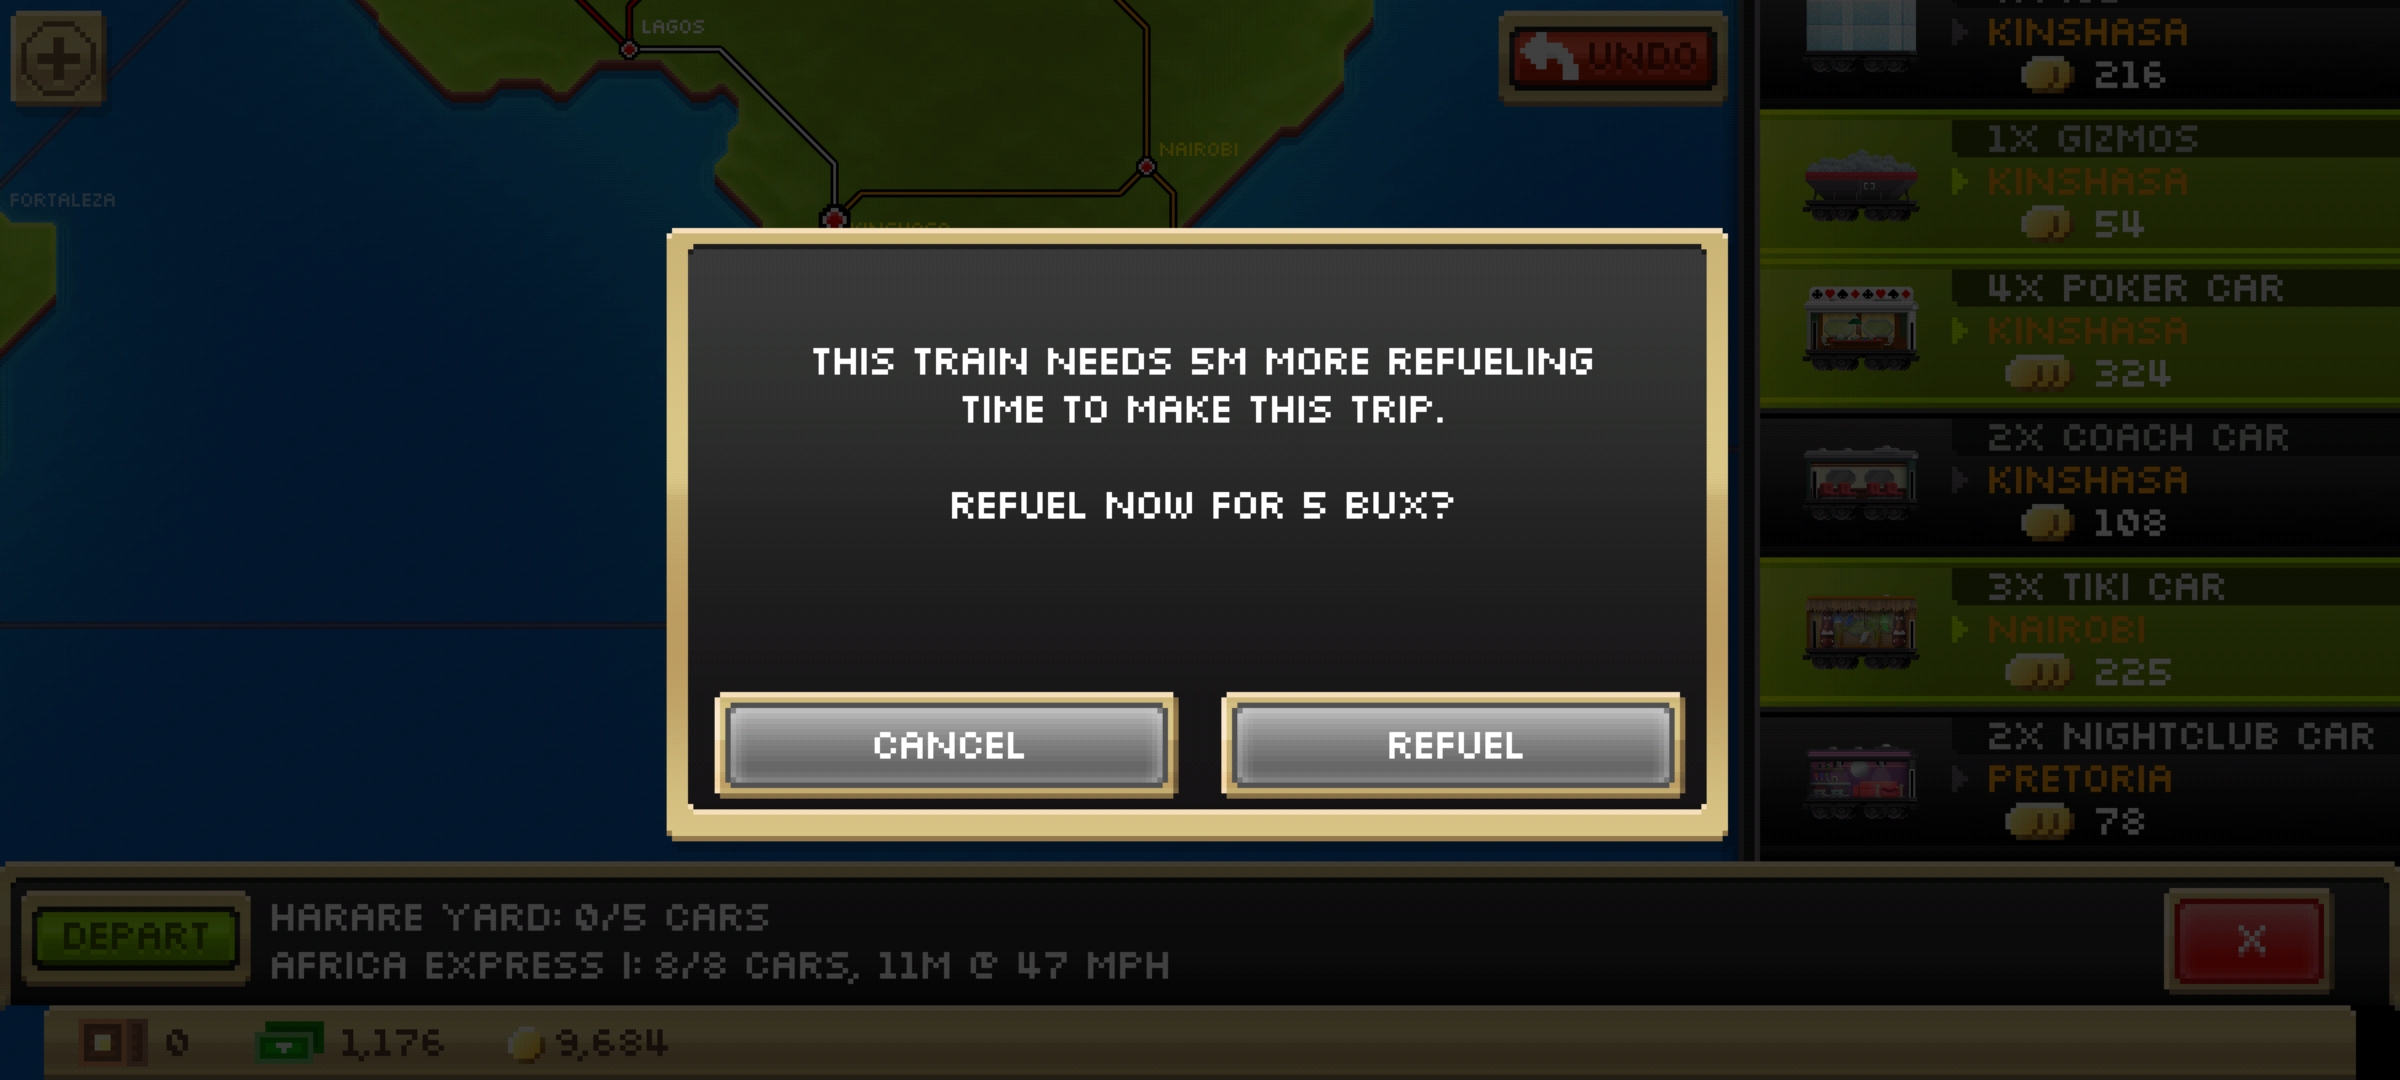 LAGOS
UNDO
NAIROBI
FORTALEZA
KINSHASA
KINSHASA
216
1X GIZMOS
KINSHASA
54
4X POKER CAR
KINSHASA
324
2X COACH CAR
KINSHASA
108
3X TIKI CAR
NAIROBI
225
2X NIGHTCLUB CAR
PRETORIA
78
THIS TRAIN NEEDS 5M MORE REFUELING
TIME TO MAKE THIS TRIP.
REFUEL NOW FOR 5 BUX?
CANCEL
REFUEL
DEPART
HARARE YARD: 0/5 CARS
AFRICA EXPRESS I: 8/8 CARS, 11M @ 47 MPH
X
0
1,176
9,684